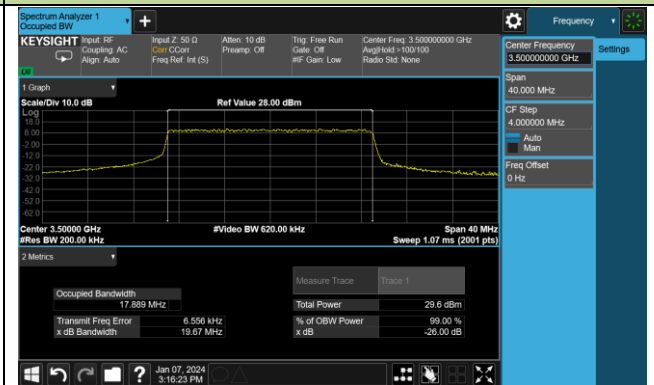 Spectrum Analyzer 1
Occupied BW
+
Frequency
KEYSIGHT
Input: RF
Coupling: AC
Align: Auto
Input Z: 50 Ω
Corr CCorr
Freq Ref: Int (S)
Atten: 10 dB
Preamp: Off
Trig: Free Run
Gate: Off
#IF Gain: Low
Center Freq: 3.500000000 GHz
Avg|Hold:>100/100
Radio Std: None
Center Frequency
3.500000000 GHz
Settings
Span
40.000 MHz
CF Step
4.000000 MHz
Auto
Man
Freq Offset
0 Hz
1 Graph
Scale/Div 10.0 dB
Ref Value 28.00 dBm
Log
18.0
8.00
-2.00
-12.0
-22.0
-32.0
-42.0
-52.0
-62.0
Center 3.50000 GHz
#Video BW 620.00 kHz
Span 40 MHz
#Res BW 200.00 kHz
Sweep 1.07 ms (2001 pts)
2 Metrics
Measure Trace
Trace 1
Occupied Bandwidth
17.889 MHz
Total Power
29.6 dBm
Transmit Freq Error
6.556 kHz
% of OBW Power
99.00 %
x dB Bandwidth
19.67 MHz
x dB
-26.00 dB
?
Jan 07, 2024
3:16:23 PM